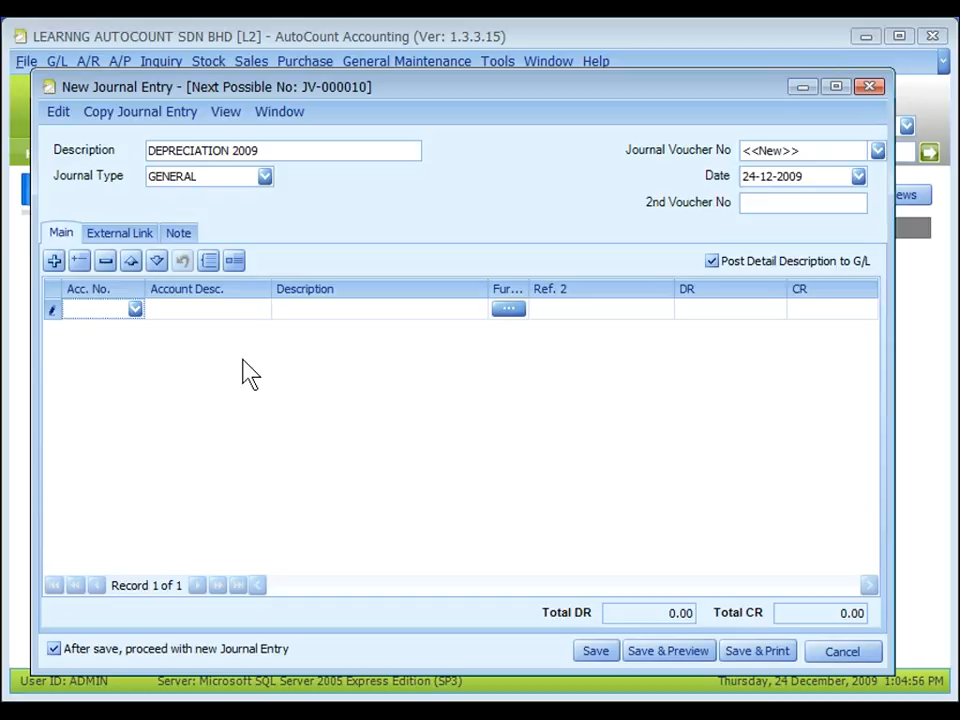 LEARNNG AUTOCOUNT SDN BHD [L2] - AutoCount Accounting (Ver: 1.3.3.15)
File G/L A/R A/P Inquiry Stock Sales Purchase General Maintenance Tools Window Help
New Journal Entry - [Next Possible No: JV-000010]
Edit Copy Journal Entry View Window
Description DEPRECIATION 2009 Journal Voucher No <<New>>
Journal Type GENERAL Date 24-12-2009
ews
2nd Voucher No
Main External Link Note
Post Detail Description to G/L
Acc. No. Account Desc. Description Fur... Ref. 2 DR CR
Record 1 of 1
Total DR 0.00 Total CR 0.00
After save, proceed with new Journal Entry Save Save & Preview Save & Print Cancel
User ID: ADMIN Server: Microsoft SQL Server 2005 Express Edition (SP3) Thursday, 24 December, 2009 1:04:56 PM